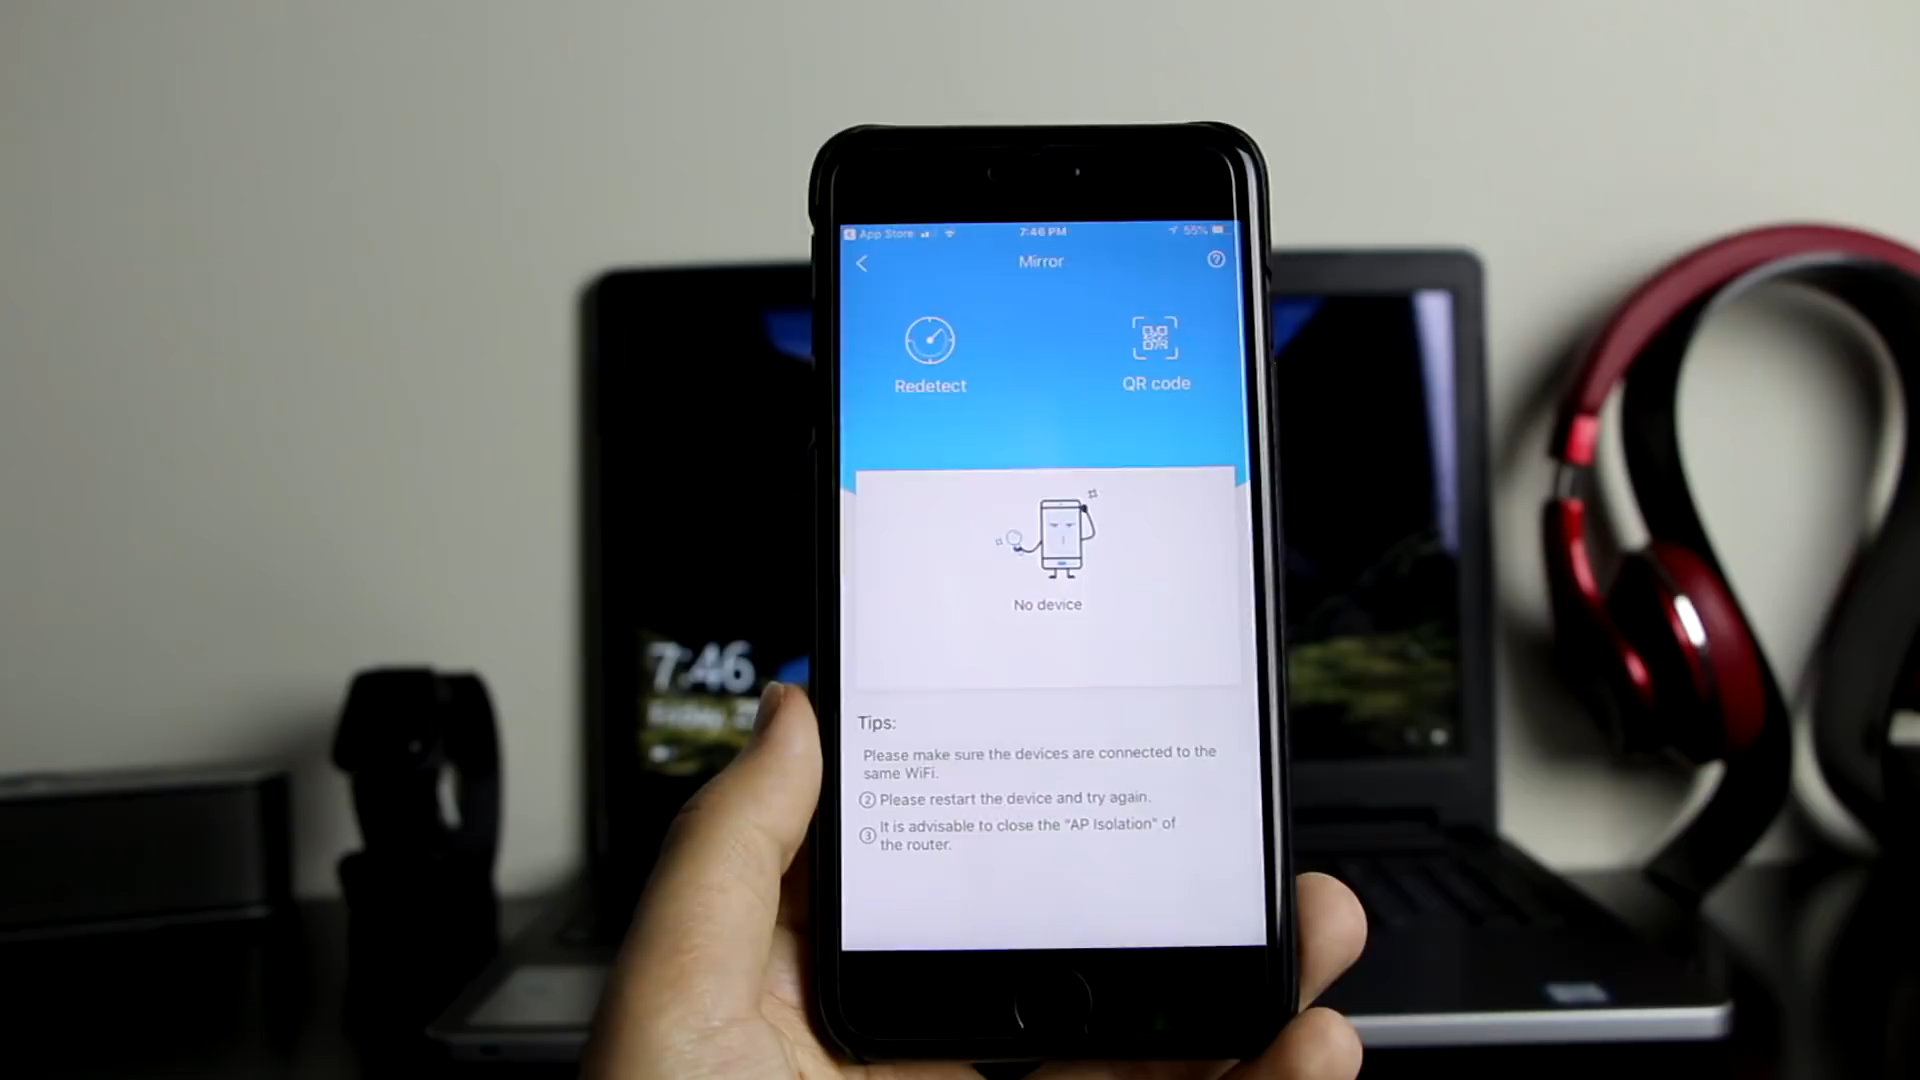 App Store
7:46 PM
55%
Mirror
Redetect
QR code
No device
Tips:
Please make sure the devices are connected to the
same WiFi.
② Please restart the device and try again.
③ It is advisable to close the "AP Isolation" of
the router.
7:46